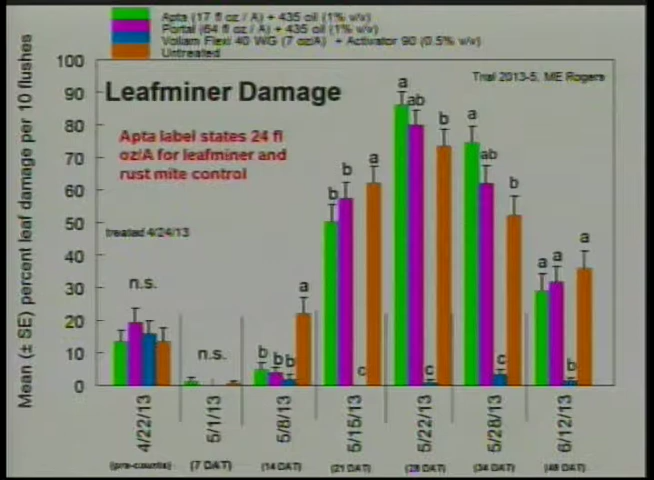 Apta (17 fl oz / A) + 435 oil (1% v/v)
Portal (64 fl oz / A) + 435 oil (1% v/v)
Voliam Flexi 40 WG (7 oz/A) + Activator 90 (0.5% v/v)
Untreated
Trial 2013-5, ME Rogers
Leafminer Damage
Apta label states 24 fl
oz/A for leafminer and
rust mite control
treated 4/24/13
Mean (± SE) percent leaf damage per 10 flushes
100
90
80
70
60
50
40
30
20
10
0
n.s.
n.s.
b b b a
b b c a
a ab c b
a ab c b
a a b a
4/22/13
5/1/13
5/8/13
5/15/13
5/22/13
5/28/13
6/12/13
(pre-counts)
(7 DAT)
(14 DAT)
(21 DAT)
(28 DAT)
(34 DAT)